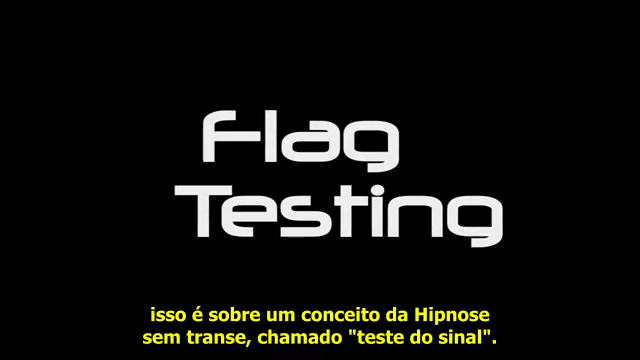 Flag
Testing
isso é sobre um conceito da Hipnose
sem transe, chamado "teste do sinal".